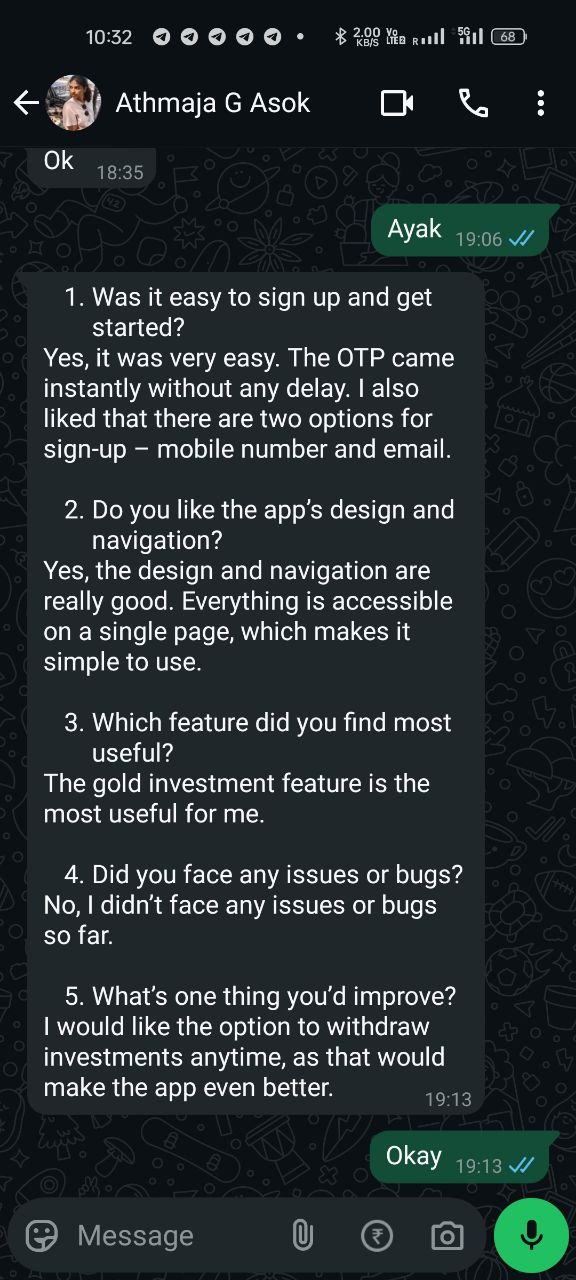 10:32
2.00 KB/S Vo LTE2 R 5G 68
Athmaja G Asok
Ok 18:35
Ayak 19:06
1. Was it easy to sign up and get
started?
Yes, it was very easy. The OTP came
instantly without any delay. I also
liked that there are two options for
sign-up – mobile number and email.
2. Do you like the app’s design and
navigation?
Yes, the design and navigation are
really good. Everything is accessible
on a single page, which makes it
simple to use.
3. Which feature did you find most
useful?
The gold investment feature is the
most useful for me.
4. Did you face any issues or bugs?
No, I didn’t face any issues or bugs
so far.
5. What’s one thing you’d improve?
I would like the option to withdraw
investments anytime, as that would
make the app even better.
19:13
Okay 19:13
Message